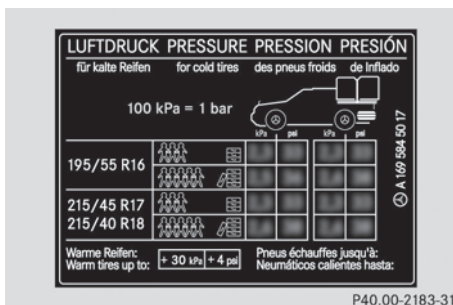 LUFTDRUCK PRESSURE PRESSION PRESIÓN
für kalte Reifen for cold tires des pneus froids de Inflado
100 kPa = 1 bar
kPa psi kPa psi
195/55 R16
215/45 R17
215/40 R18
A 169 584 50 17
Warme Reifen: Pneus échauffes jusqu'à:
Warm tires up to: + 30 kPa + 4 psi Neumáticos calientes hasta:
P40.00-2183-31